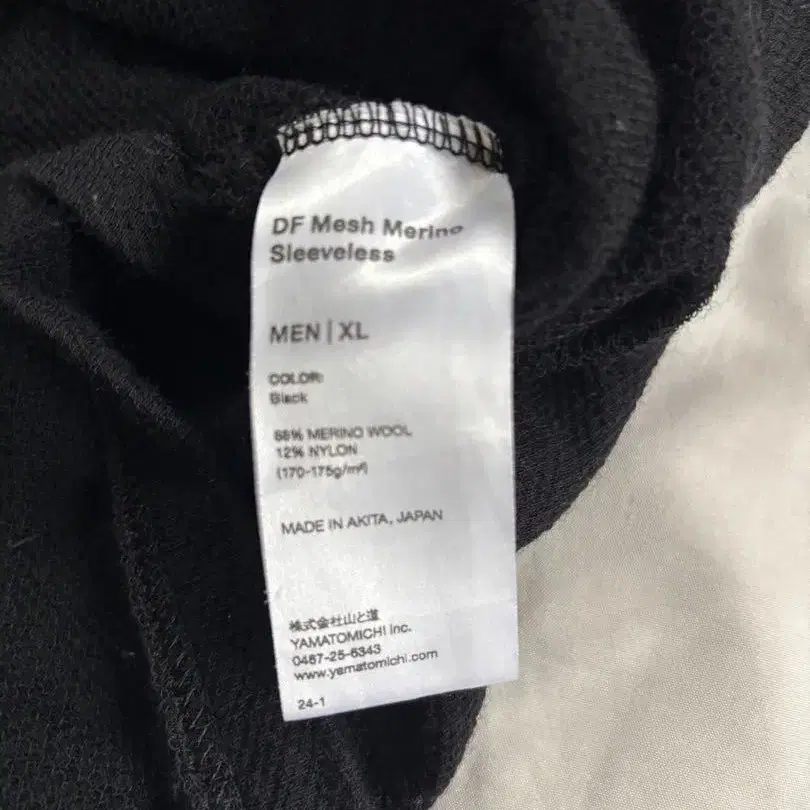 DF Mesh Merino
Sleeveless
MEN | XL
COLOR:
Black
88% MERINO WOOL
12% NYLON
(170-175g/m²)
MADE IN AKITA, JAPAN
株式会社山と道
YAMATOMICHI Inc.
0467-25-6343
www.yamatomichi.com
24-1